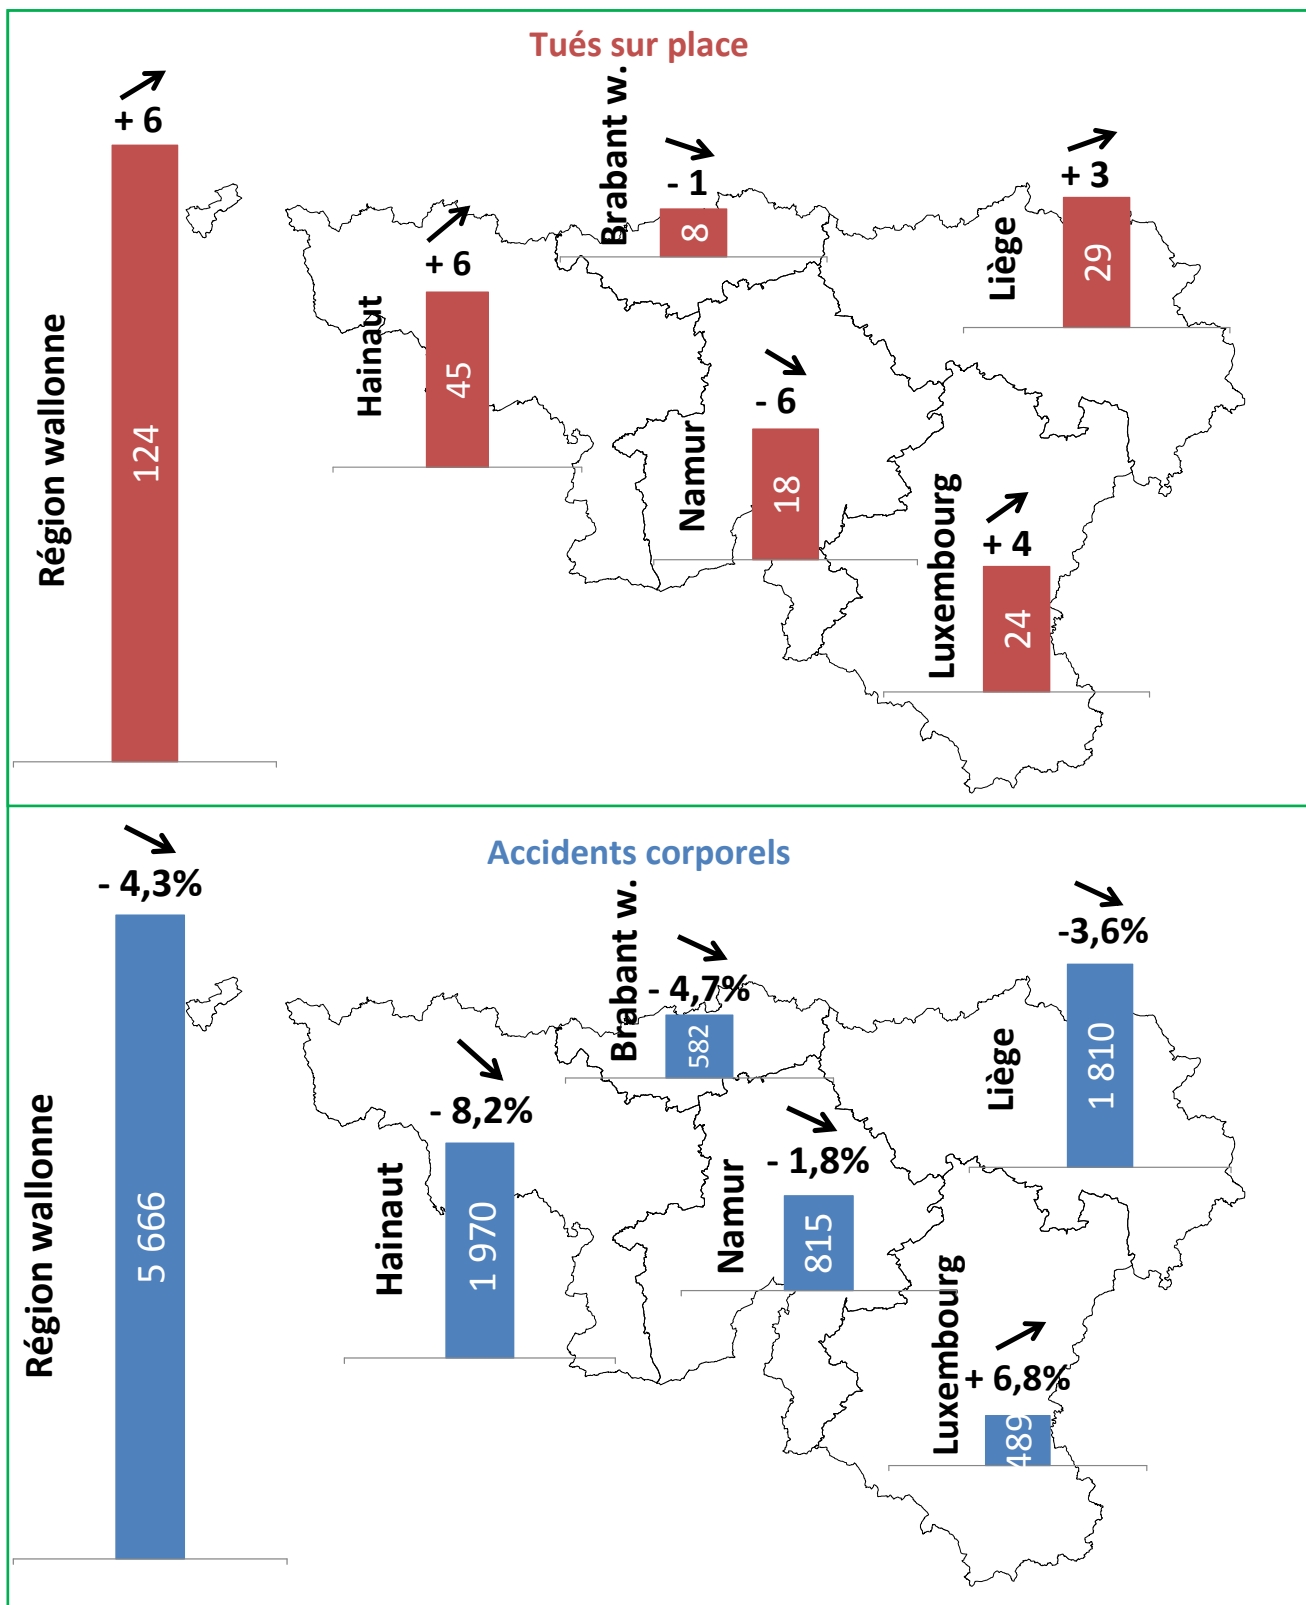 Tués sur place
Région wallonne
+ 6
124
Hainaut
+ 6
45
Brabant w.
- 1
8
Liège
+ 3
29
Namur
- 6
18
Luxembourg
+ 4
24
Accidents corporels
Région wallonne
- 4,3%
5 666
Hainaut
- 8,2%
1 970
Brabant w.
- 4,7%
582
Liège
-3,6%
1 810
Namur
- 1,8%
815
Luxembourg
+ 6,8%
489